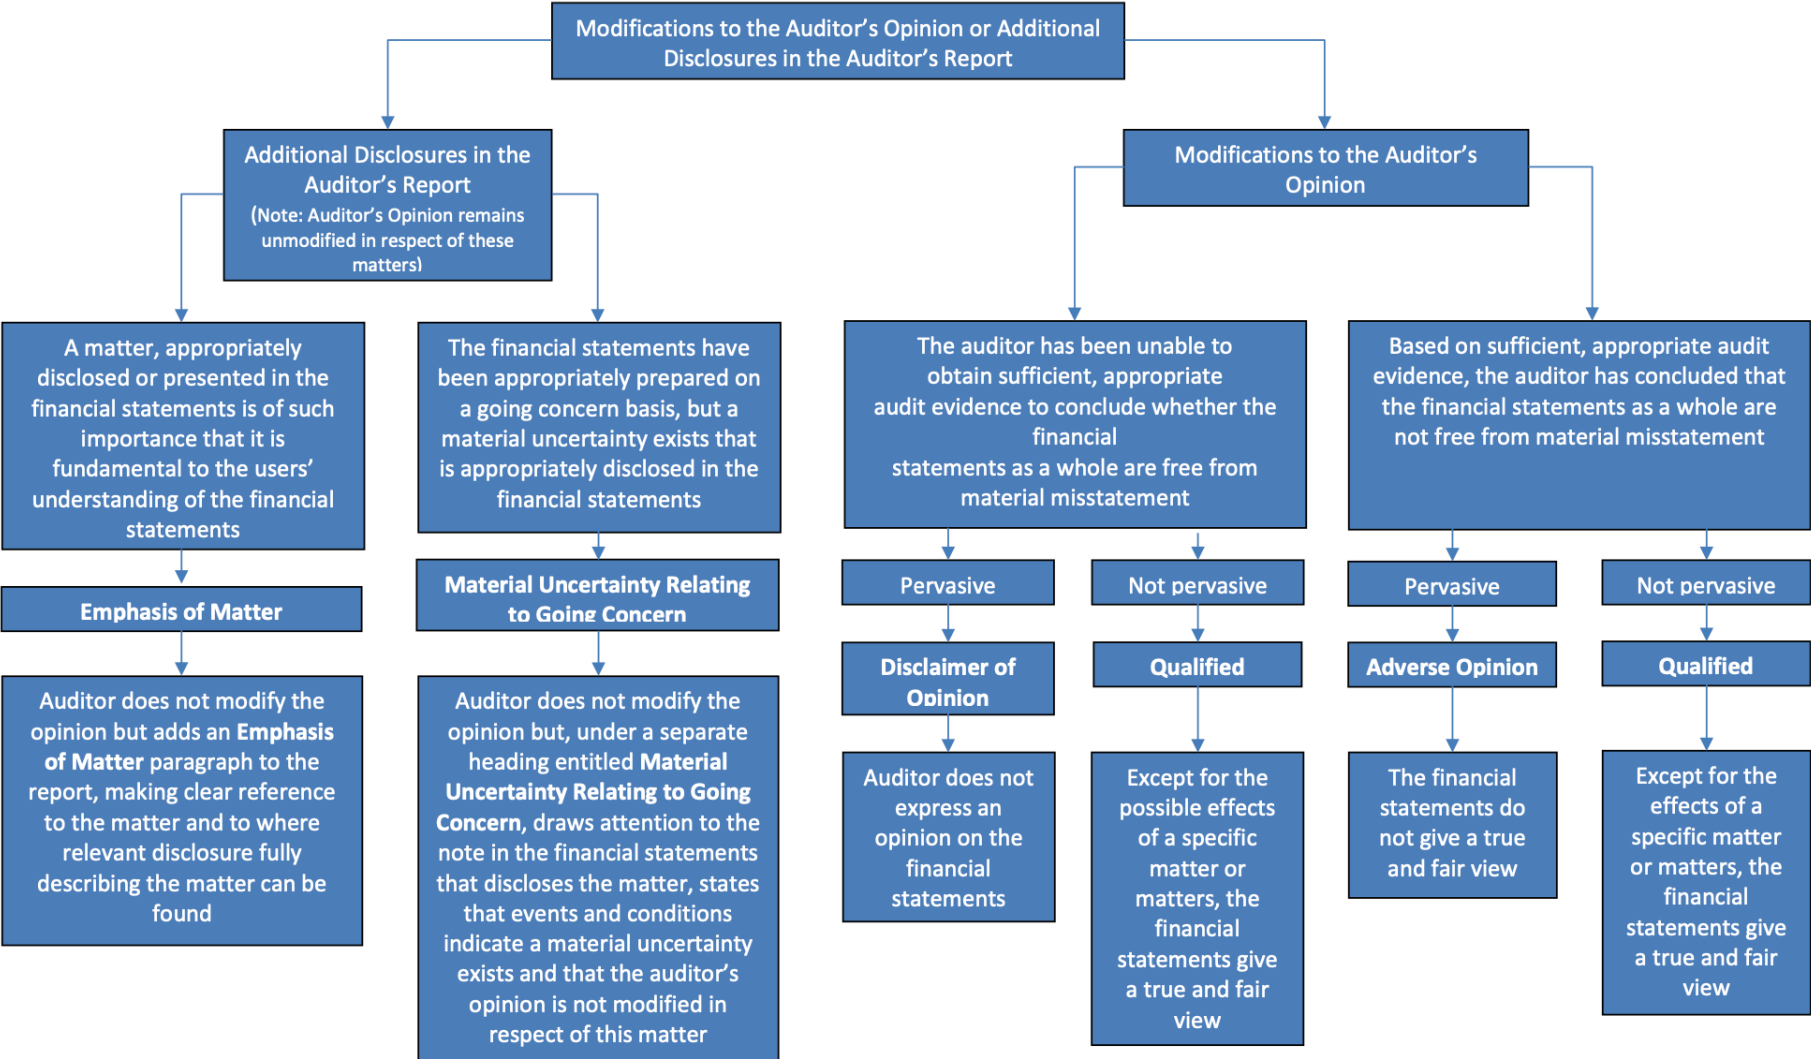 Modifications to the Auditor’s Opinion or Additional
Disclosures in the Auditor’s Report
Additional Disclosures in the
Auditor’s Report
(Note: Auditor’s Opinion remains
unmodified in respect of these
matters)
Modifications to the Auditor’s
Opinion
A matter, appropriately
disclosed or presented in the
financial statements is of such
importance that it is
fundamental to the users’
understanding of the financial
statements
The financial statements have
been appropriately prepared on
a going concern basis, but a
material uncertainty exists that
is appropriately disclosed in the
financial statements
The auditor has been unable to
obtain sufficient, appropriate
audit evidence to conclude whether the
financial
statements as a whole are free from
material misstatement
Based on sufficient, appropriate audit
evidence, the auditor has concluded that
the financial statements as a whole are
not free from material misstatement
Emphasis of Matter
Material Uncertainty Relating
to Going Concern
Pervasive
Not pervasive
Pervasive
Not pervasive
Disclaimer of
Opinion
Qualified
Adverse Opinion
Qualified
Auditor does not modify the
opinion but adds an Emphasis
of Matter paragraph to the
report, making clear reference
to the matter and to where
relevant disclosure fully
describing the matter can be
found
Auditor does not modify the
opinion but, under a separate
heading entitled Material
Uncertainty Relating to Going
Concern, draws attention to the
note in the financial statements
that discloses the matter, states
that events and conditions
indicate a material uncertainty
exists and that the auditor’s
opinion is not modified in
respect of this matter
Auditor does not
express an
opinion on the
financial
statements
Except for the
possible effects
of a specific
matter or
matters, the
financial
statements give
a true and fair
view
The financial
statements do
not give a true
and fair view
Except for the
effects of a
specific matter
or matters, the
financial
statements give
a true and fair
view